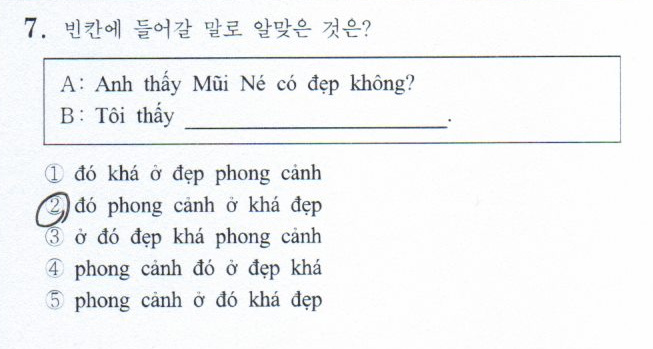 7. 빈칸에 들어갈 말로 알맞은 것은?
A: Anh thấy Mũi Né có đẹp không?
B: Tôi thấy ____________________.
① đó khá ở đẹp phong cảnh
② đó phong cảnh ở khá đẹp
③ ở đó đẹp khá phong cảnh
④ phong cảnh đó ở đẹp khá
⑤ phong cảnh ở đó khá đẹp